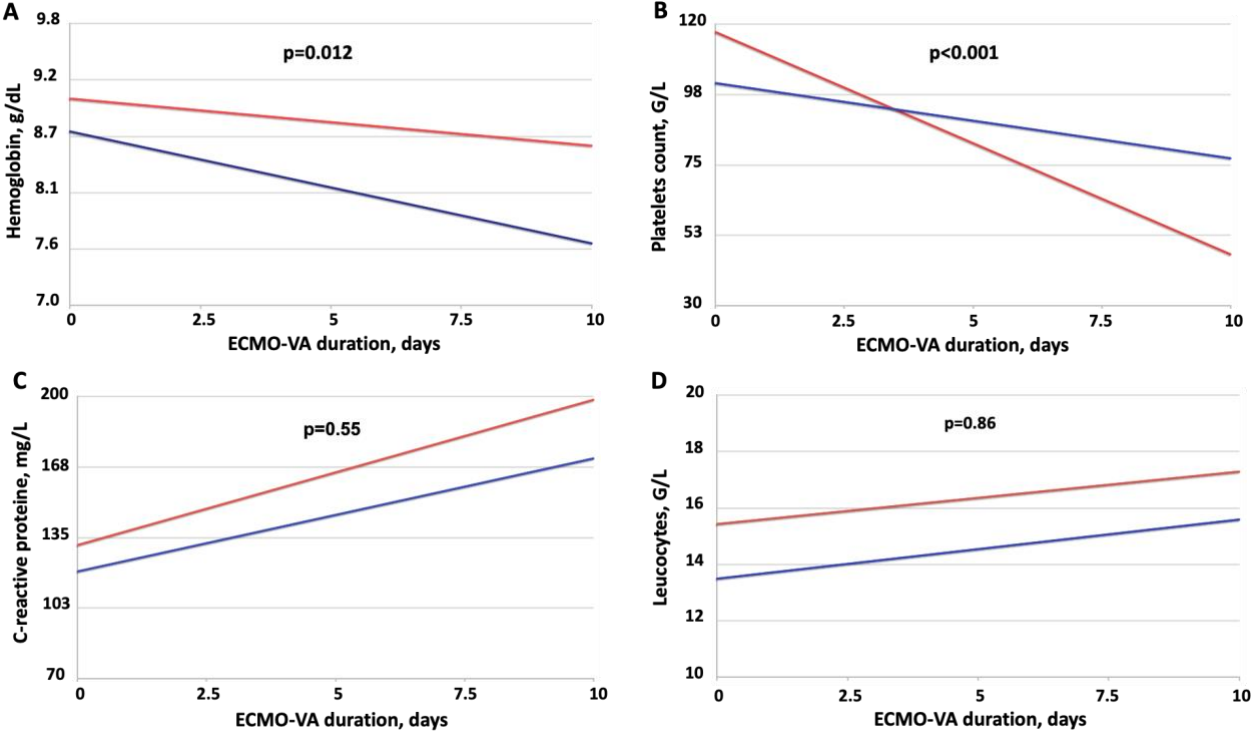 A
Hemoglobin, g/dL
9.8
9.2
8.7
8.1
7.6
7.0
p=0.012
0 2.5 5 7.5 10
ECMO-VA duration, days
B
Platelets count, G/L
120
98
75
53
30
p<0.001
0 2.5 5 7.5 10
ECMO-VA duration, days
C
C-reactive proteine, mg/L
200
168
135
103
70
p=0.55
0 2.5 5 7.5 10
ECMO-VA duration, days
D
Leucocytes, G/L
20
18
16
14
12
10
p=0.86
0 2.5 5 7.5 10
ECMO-VA duration, days